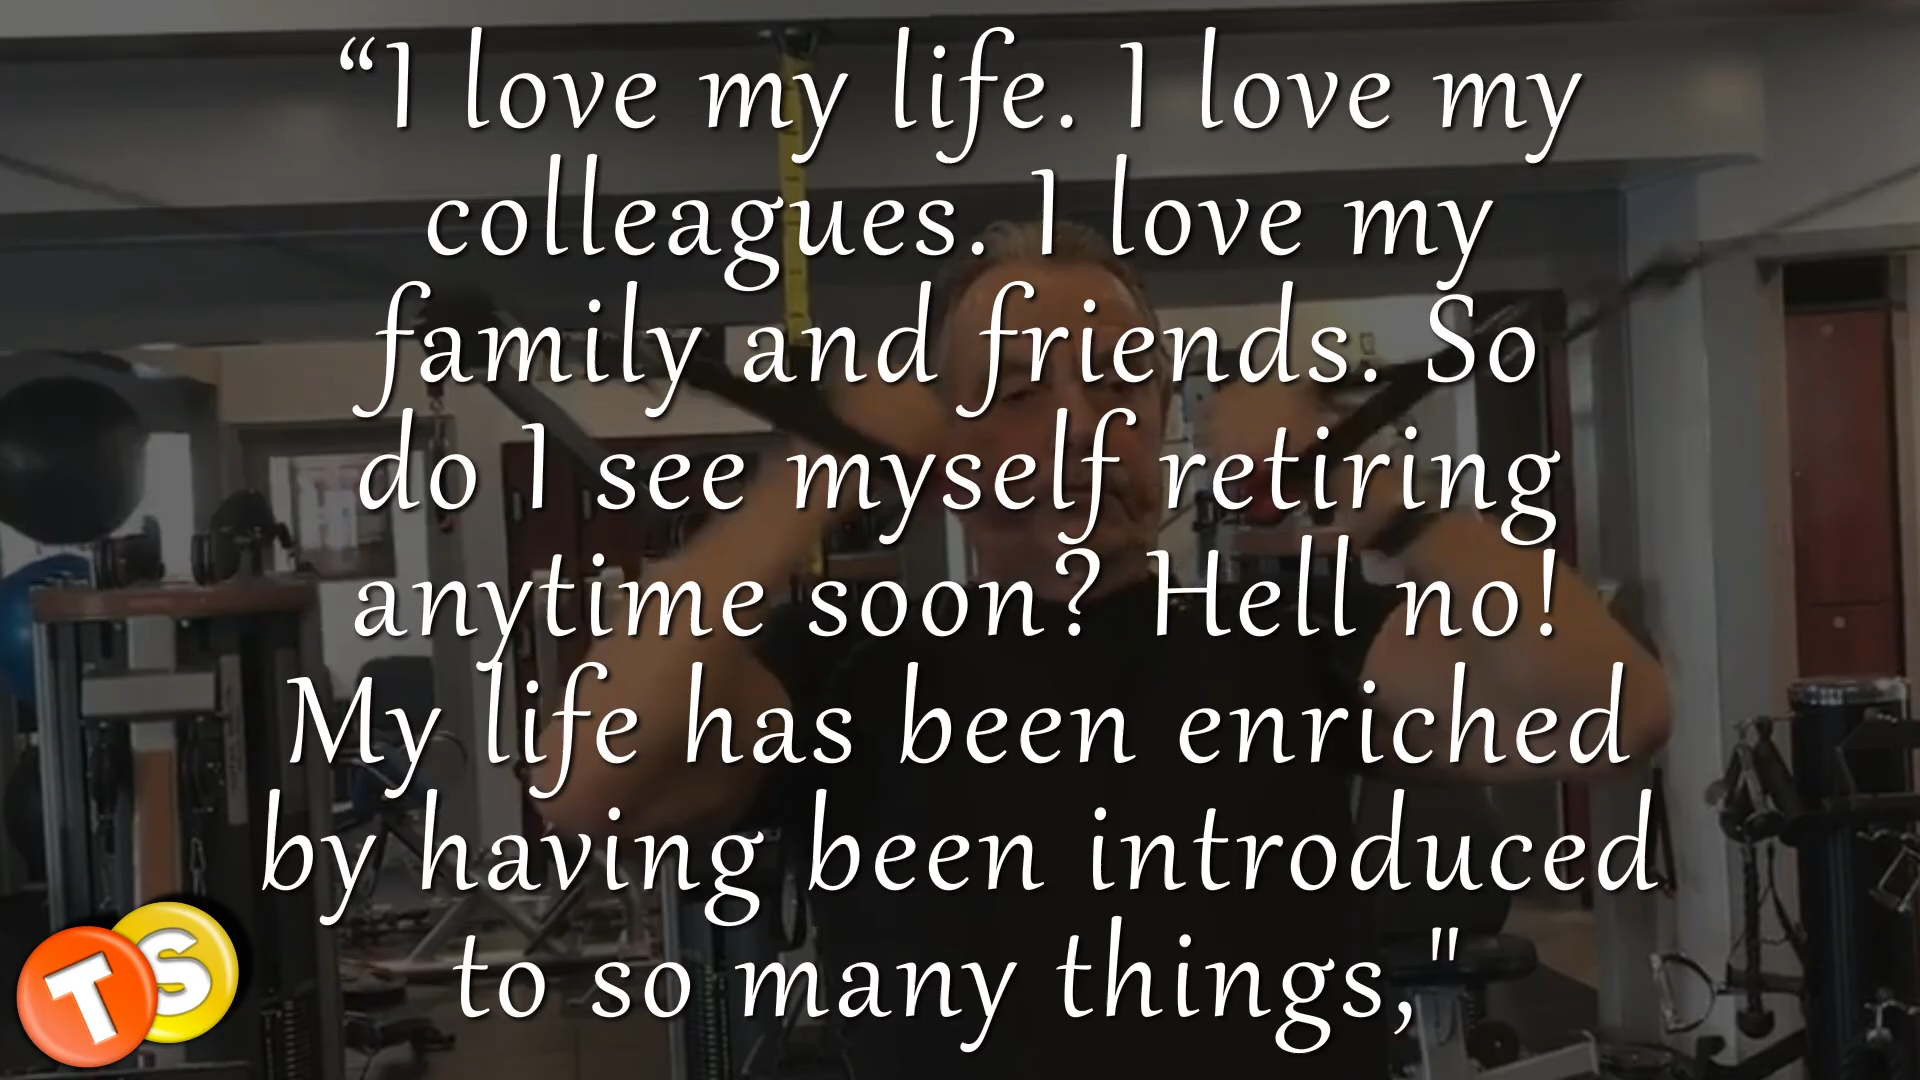 “I love my life. I love my
colleagues. I love my
family and friends. So
do I see myself retiring
anytime soon? Hell no!
My life has been enriched
by having been introduced
to so many things,"
TS